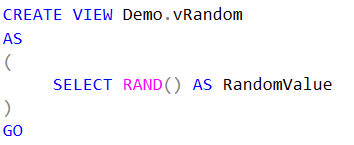 CREATE VIEW Demo.vRandom
AS
(
SELECT RAND() AS RandomValue
)
GO